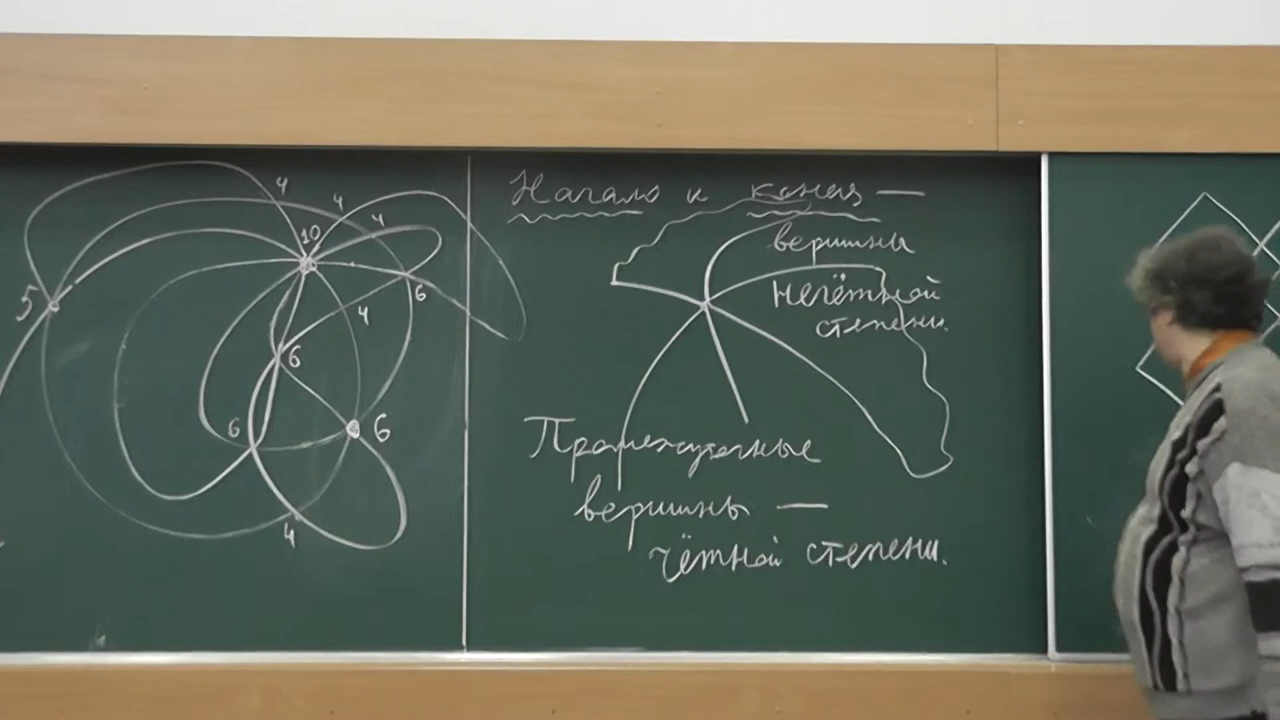 4
4
4
10
5
6
4
6
6
6
4
Начало и конец —
вершины
нечётной
степени.
Промежуточные
вершины —
чётной степени.